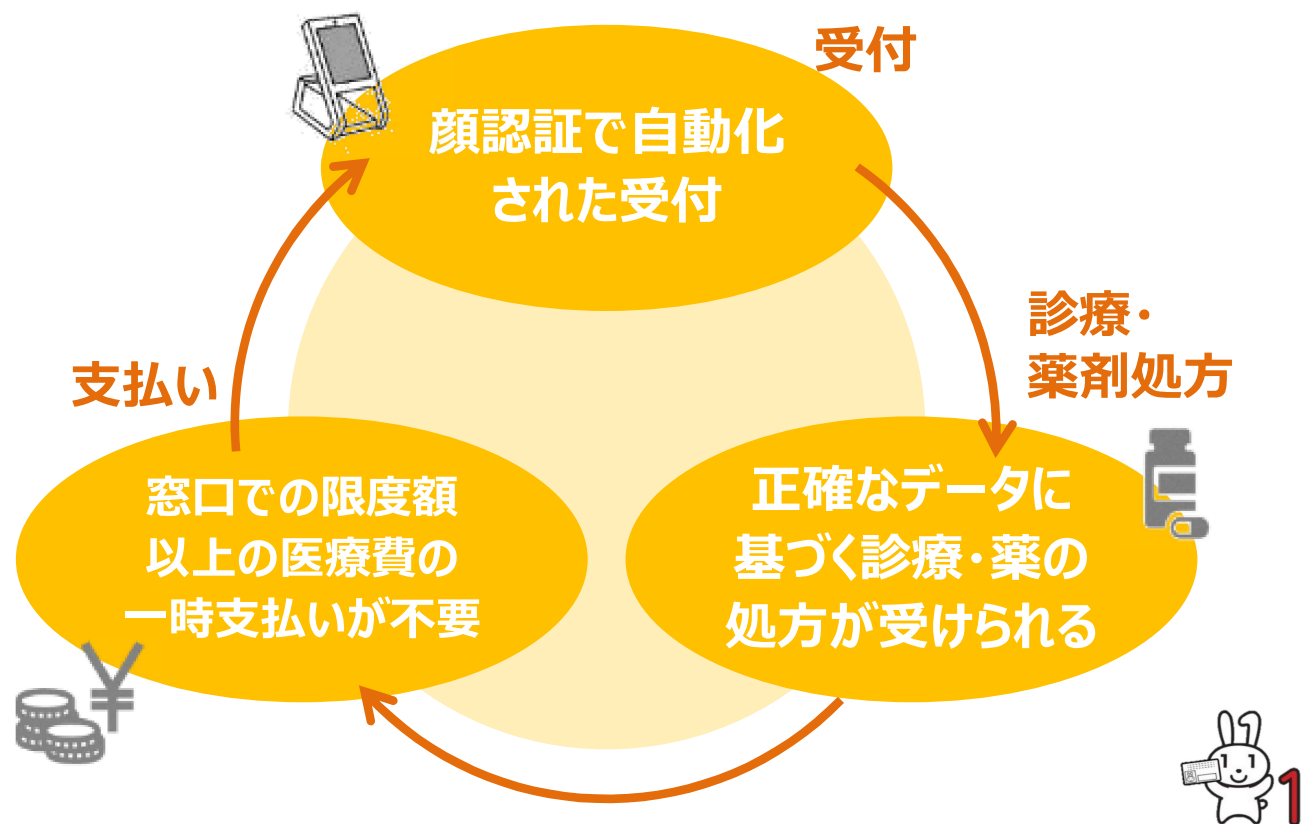 受付
顔認証で自動化
された受付
診療・
薬剤処方
正確なデータに
基づく診療・薬の
処方が受けられる
支払い
窓口での限度額
以上の医療費の
一時支払いが不要
¥
1